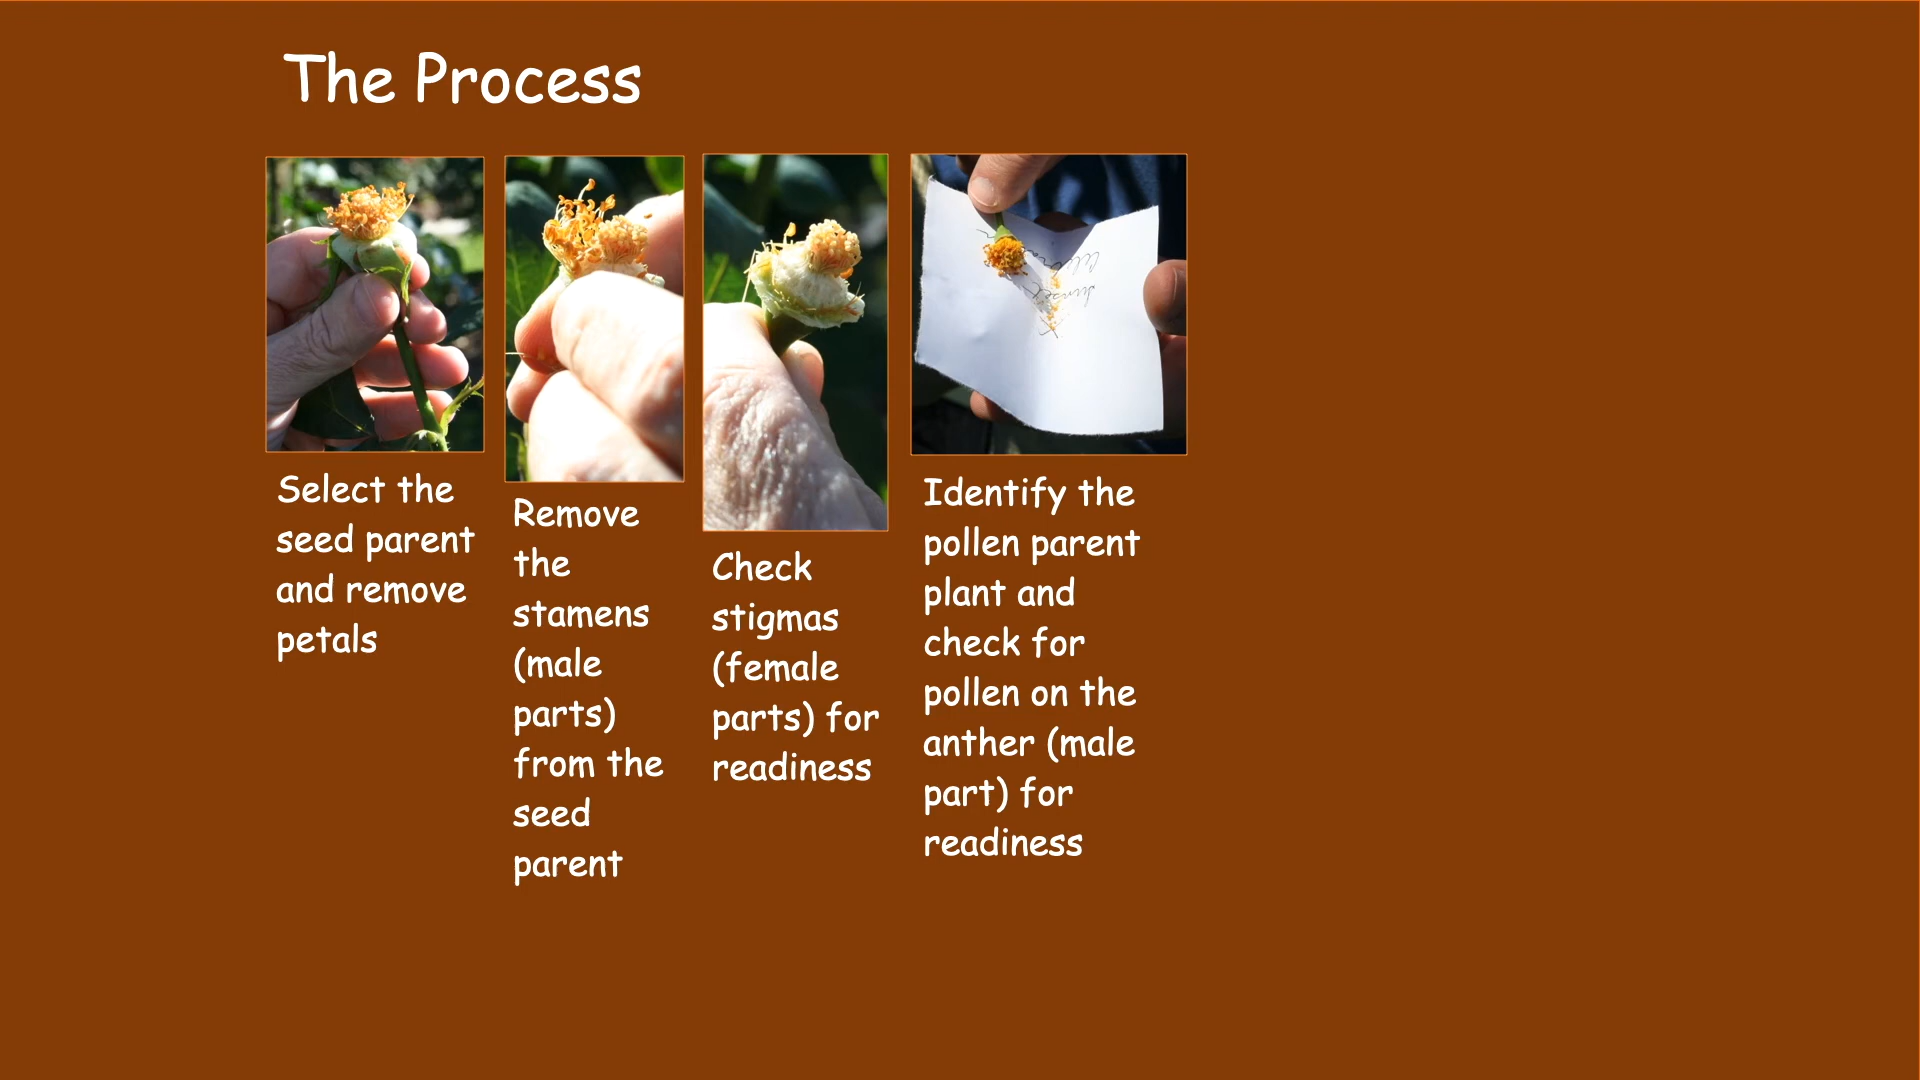 The Process
Select the
seed parent
and remove
petals
Remove
the
stamens
(male
parts)
from the
seed
parent
Check
stigmas
(female
parts) for
readiness
Identify the
pollen parent
plant and
check for
pollen on the
anther (male
part) for
readiness